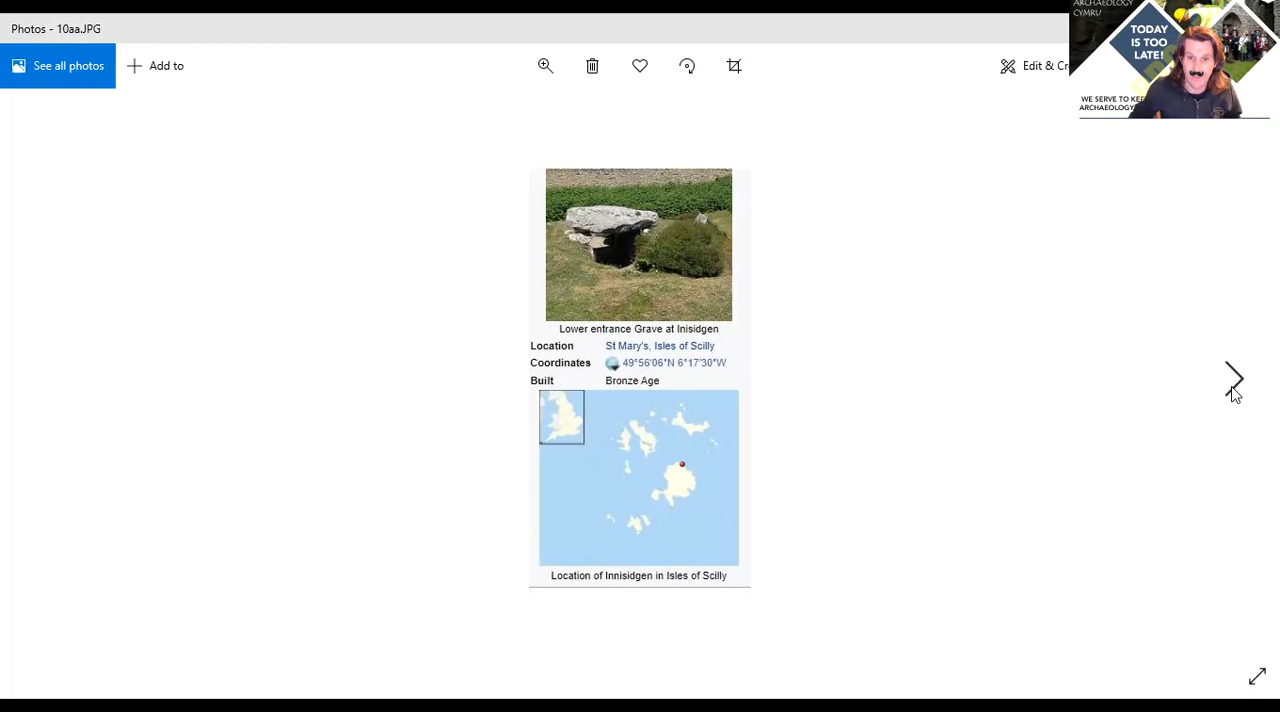 Photos - 10aa.JPG
See all photos
Add to
Edit & Cr
ARCHAEOLOGY
CYMRU
TODAY
IS TOO
LATE!
WE SERVE TO KEE
ARCHAEOLOGY
Lower entrance Grave at Inisidgen
Location St Mary's, Isles of Scilly
Coordinates 49°56′06″N 6°17′30″W
Built Bronze Age
Location of Innisidgen in Isles of Scilly